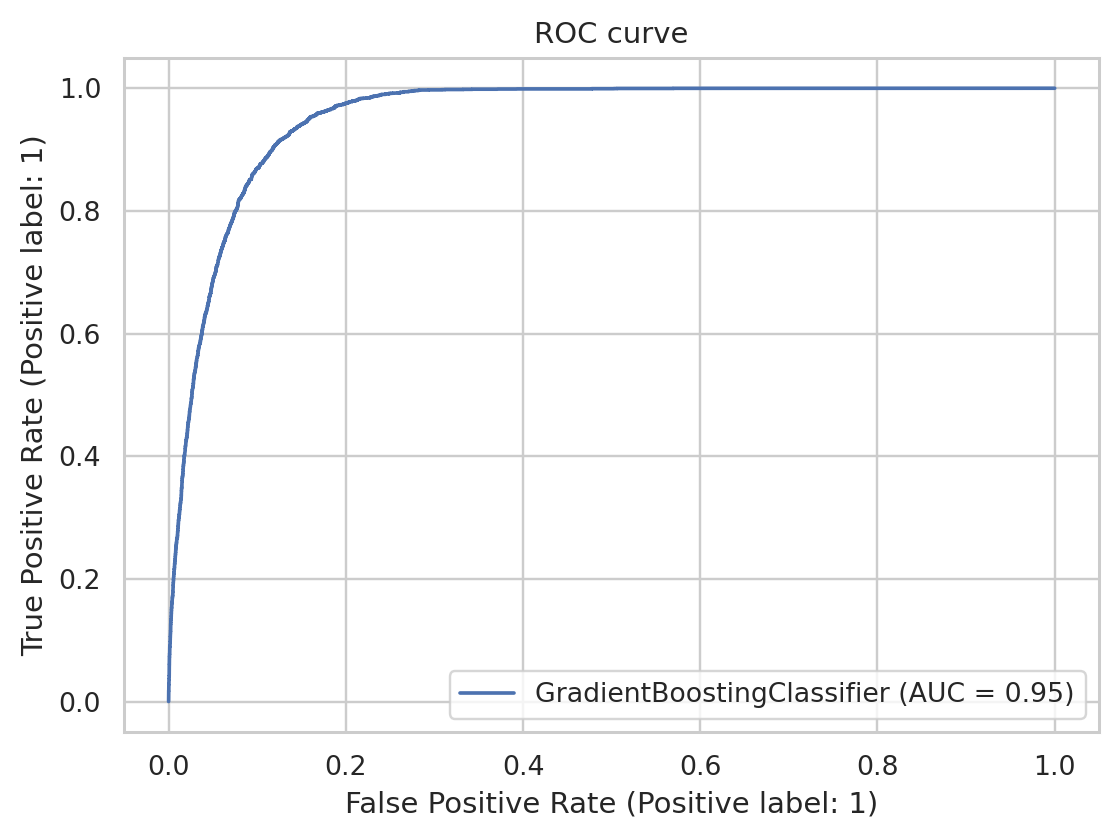 ROC curve
True Positive Rate (Positive label: 1)
1.0
0.8
0.6
0.4
0.2
0.0
GradientBoostingClassifier (AUC = 0.95)
0.0 0.2 0.4 0.6 0.8 1.0
False Positive Rate (Positive label: 1)